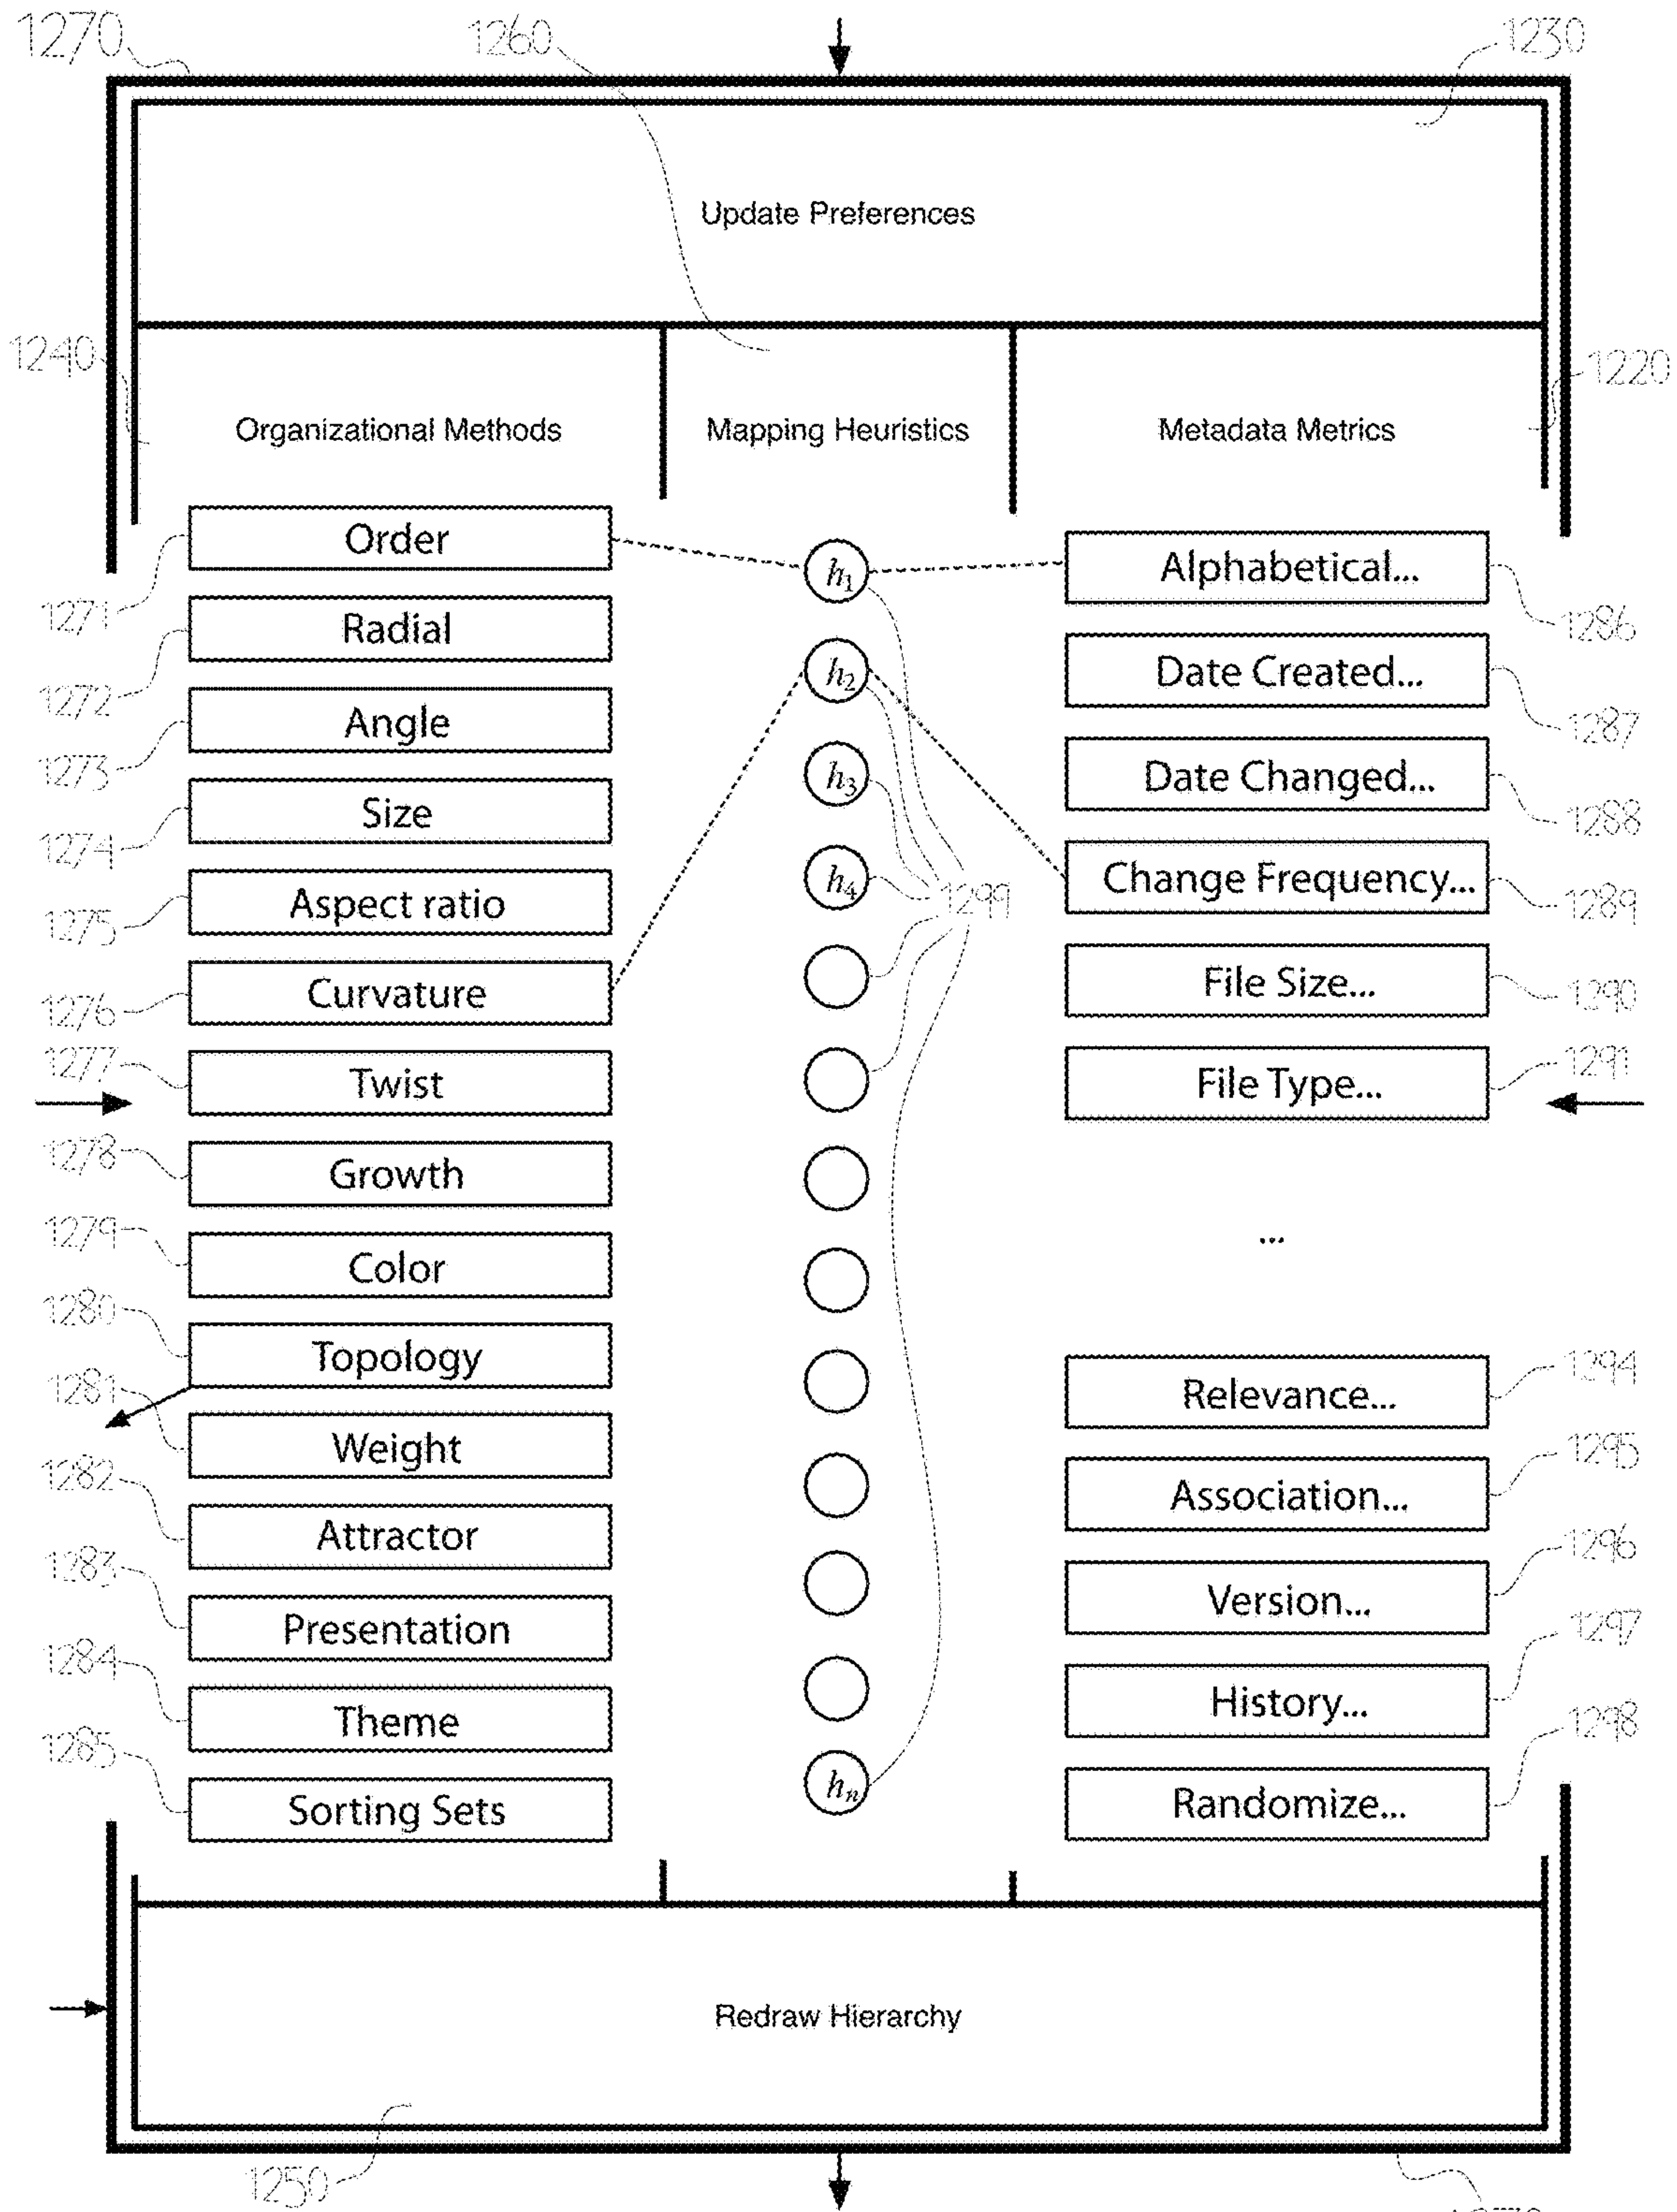 1270
1260
1230
Update Preferences
1240
1220
Organizational Methods
Mapping Heuristics
Metadata Metrics
Order
h1
Alphabetical...
1271
1286
Radial
1272
h2
Date Created...
1287
Angle
1273
h3
Date Changed...
1288
Size
1274
h4
1299
Change Frequency...
1289
Aspect ratio
1275
Curvature
1276
File Size...
1290
1277
Twist
File Type...
1291
1278
Growth
1279
Color
...
1280
Topology
1281
Weight
Relevance...
1294
1282
Attractor
Association...
1295
1283
Presentation
Version...
1296
1284
Theme
History...
1297
1285
Sorting Sets
hn
Randomize...
1298
Redraw Hierarchy
1250